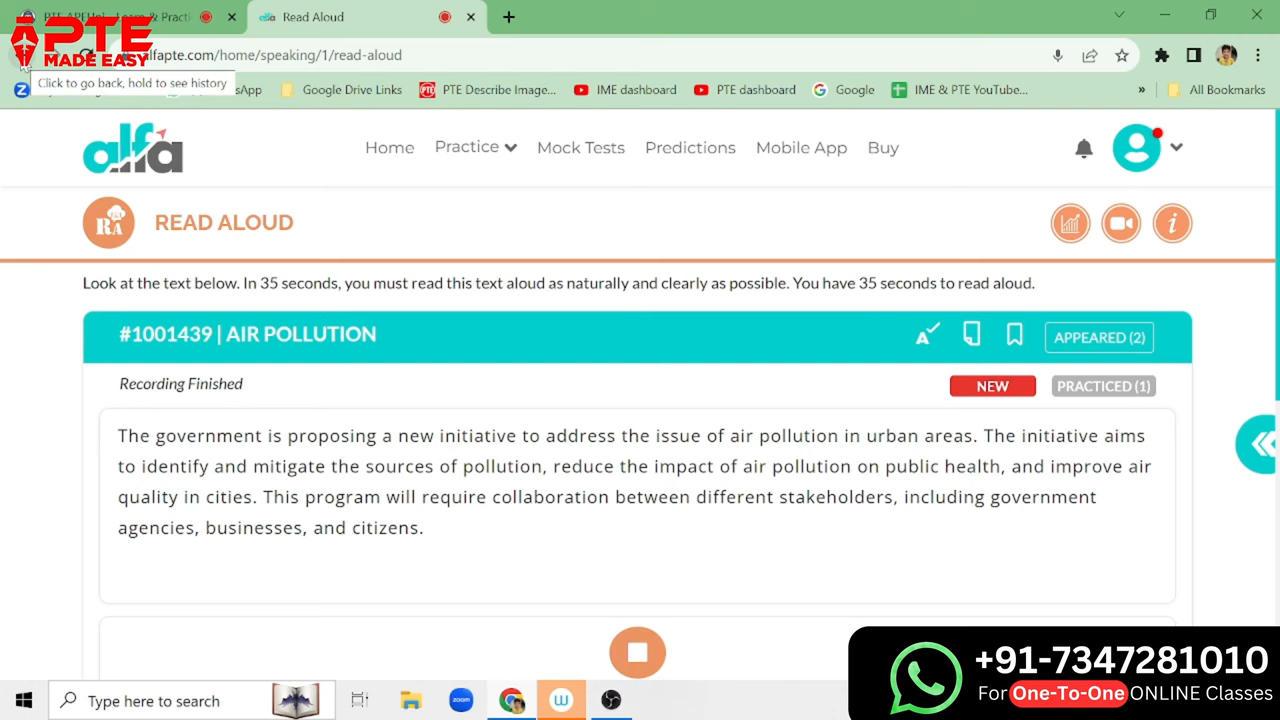 PTE APEUni - Learn & Practi
Read Aloud
PTE
MADE EASY
alfapte.com/home/speaking/1/read-aloud
Click to go back, hold to see history
Google Drive Links
PTE Describe Image...
IME dashboard
PTE dashboard
Google
IME & PTE YouTube...
»
All Bookmarks
alfa
Home
Practice
Mock Tests
Predictions
Mobile App
Buy
RA
READ ALOUD
i
Look at the text below. In 35 seconds, you must read this text aloud as naturally and clearly as possible. You have 35 seconds to read aloud.
#1001439 | AIR POLLUTION
A
APPEARED (2)
Recording Finished
NEW
PRACTICED (1)
The government is proposing a new initiative to address the issue of air pollution in urban areas. The initiative aims
to identify and mitigate the sources of pollution, reduce the impact of air pollution on public health, and improve air
quality in cities. This program will require collaboration between different stakeholders, including government
agencies, businesses, and citizens.
+91-7347281010
For One-To-One ONLINE Classes
Type here to search
zoom
W